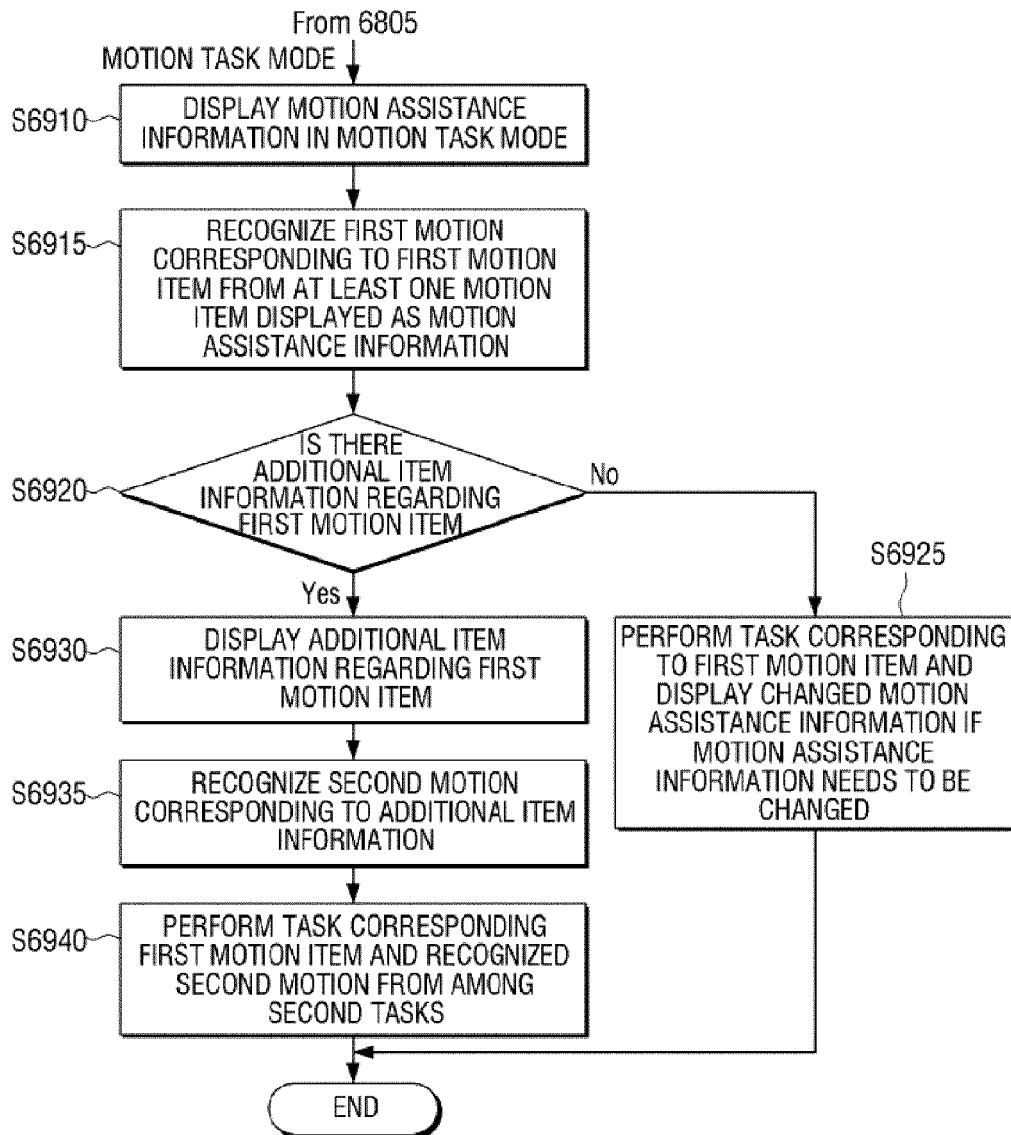 From 6805
MOTION TASK MODE
S6910
DISPLAY MOTION ASSISTANCE
INFORMATION IN MOTION TASK MODE
S6915
RECOGNIZE FIRST MOTION
CORRESPONDING TO FIRST MOTION
ITEM FROM AT LEAST ONE MOTION
ITEM DISPLAYED AS MOTION
ASSISTANCE INFORMATION
S6920
IS THERE
ADDITIONAL ITEM
INFORMATION REGARDING
FIRST MOTION ITEM
No
Yes
S6925
PERFORM TASK CORRESPONDING
TO FIRST MOTION ITEM AND
DISPLAY CHANGED MOTION
ASSISTANCE INFORMATION IF
MOTION ASSISTANCE
INFORMATION NEEDS TO BE
CHANGED
S6930
DISPLAY ADDITIONAL ITEM
INFORMATION REGARDING FIRST
MOTION ITEM
S6935
RECOGNIZE SECOND MOTION
CORRESPONDING TO ADDITIONAL ITEM
INFORMATION
S6940
PERFORM TASK CORRESPONDING
FIRST MOTION ITEM AND RECOGNIZED
SECOND MOTION FROM AMONG
SECOND TASKS
END